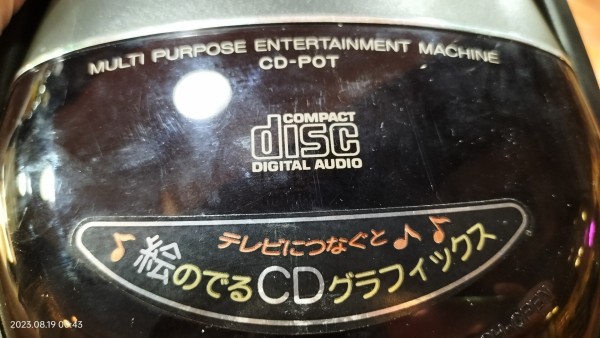 MULTI PURPOSE ENTERTAINMENT MACHINE
CD-POT
COMPACT
disc
DIGITAL AUDIO
テレビにつなぐと
絵のでるCDグラフィックス
2023.08.19